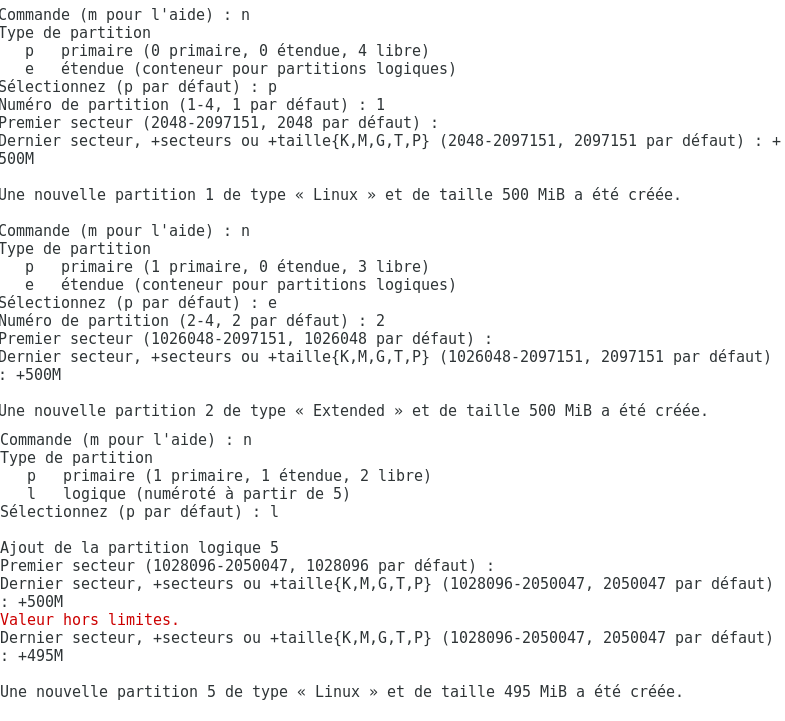 Commande (m pour l'aide) : n
Type de partition
   p   primaire (0 primaire, 0 étendue, 4 libre)
   e   étendue (conteneur pour partitions logiques)
Sélectionnez (p par défaut) : p
Numéro de partition (1-4, 1 par défaut) : 1
Premier secteur (2048-2097151, 2048 par défaut) :
Dernier secteur, +secteurs ou +taille{K,M,G,T,P} (2048-2097151, 2097151 par défaut) : +
500M
Une nouvelle partition 1 de type « Linux » et de taille 500 MiB a été créée.
Commande (m pour l'aide) : n
Type de partition
   p   primaire (1 primaire, 0 étendue, 3 libre)
   e   étendue (conteneur pour partitions logiques)
Sélectionnez (p par défaut) : e
Numéro de partition (2-4, 2 par défaut) : 2
Premier secteur (1026048-2097151, 1026048 par défaut) :
Dernier secteur, +secteurs ou +taille{K,M,G,T,P} (1026048-2097151, 2097151 par défaut)
: +500M
Une nouvelle partition 2 de type « Extended » et de taille 500 MiB a été créée.
Commande (m pour l'aide) : n
Type de partition
   p   primaire (1 primaire, 1 étendue, 2 libre)
   l   logique (numéroté à partir de 5)
Sélectionnez (p par défaut) : l
Ajout de la partition logique 5
Premier secteur (1028096-2050047, 1028096 par défaut) :
Dernier secteur, +secteurs ou +taille{K,M,G,T,P} (1028096-2050047, 2050047 par défaut)
: +500M
Valeur hors limites.
Dernier secteur, +secteurs ou +taille{K,M,G,T,P} (1028096-2050047, 2050047 par défaut)
: +495M
Une nouvelle partition 5 de type « Linux » et de taille 495 MiB a été créée.